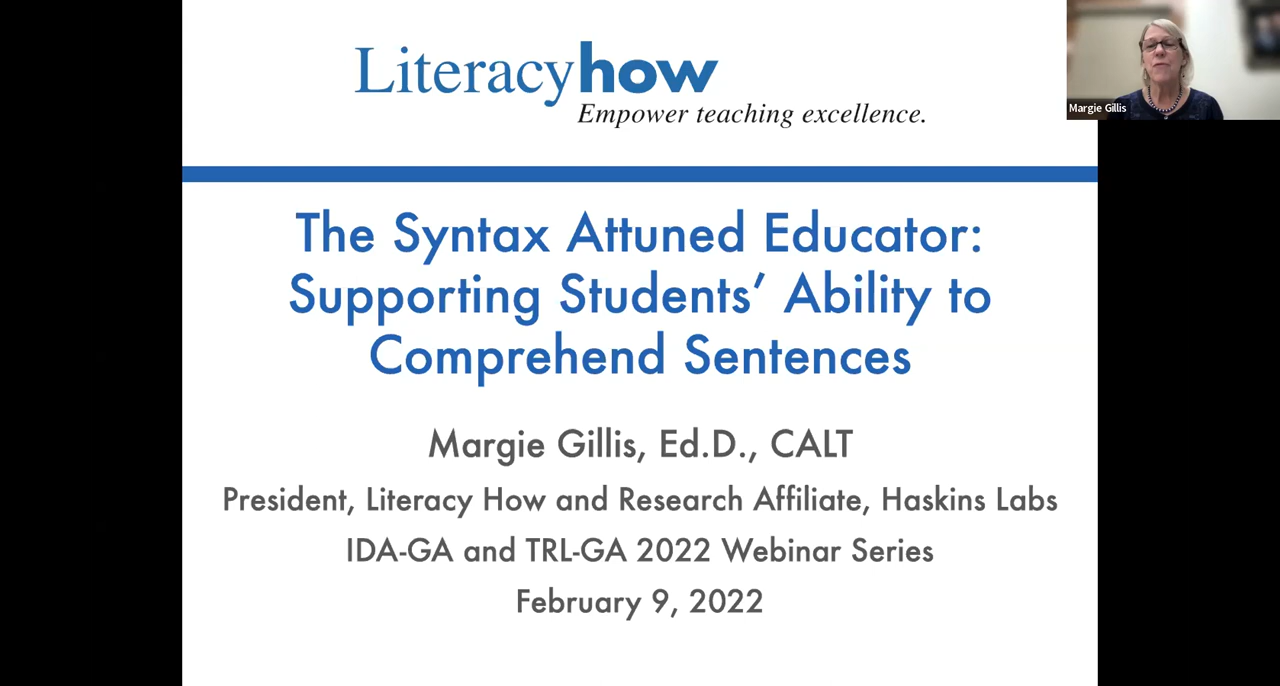 Literacyhow
Empower teaching excellence.
Margie Gillis
The Syntax Attuned Educator:
Supporting Students’ Ability to
Comprehend Sentences
Margie Gillis, Ed.D., CALT
President, Literacy How and Research Affiliate, Haskins Labs
IDA-GA and TRL-GA 2022 Webinar Series
February 9, 2022